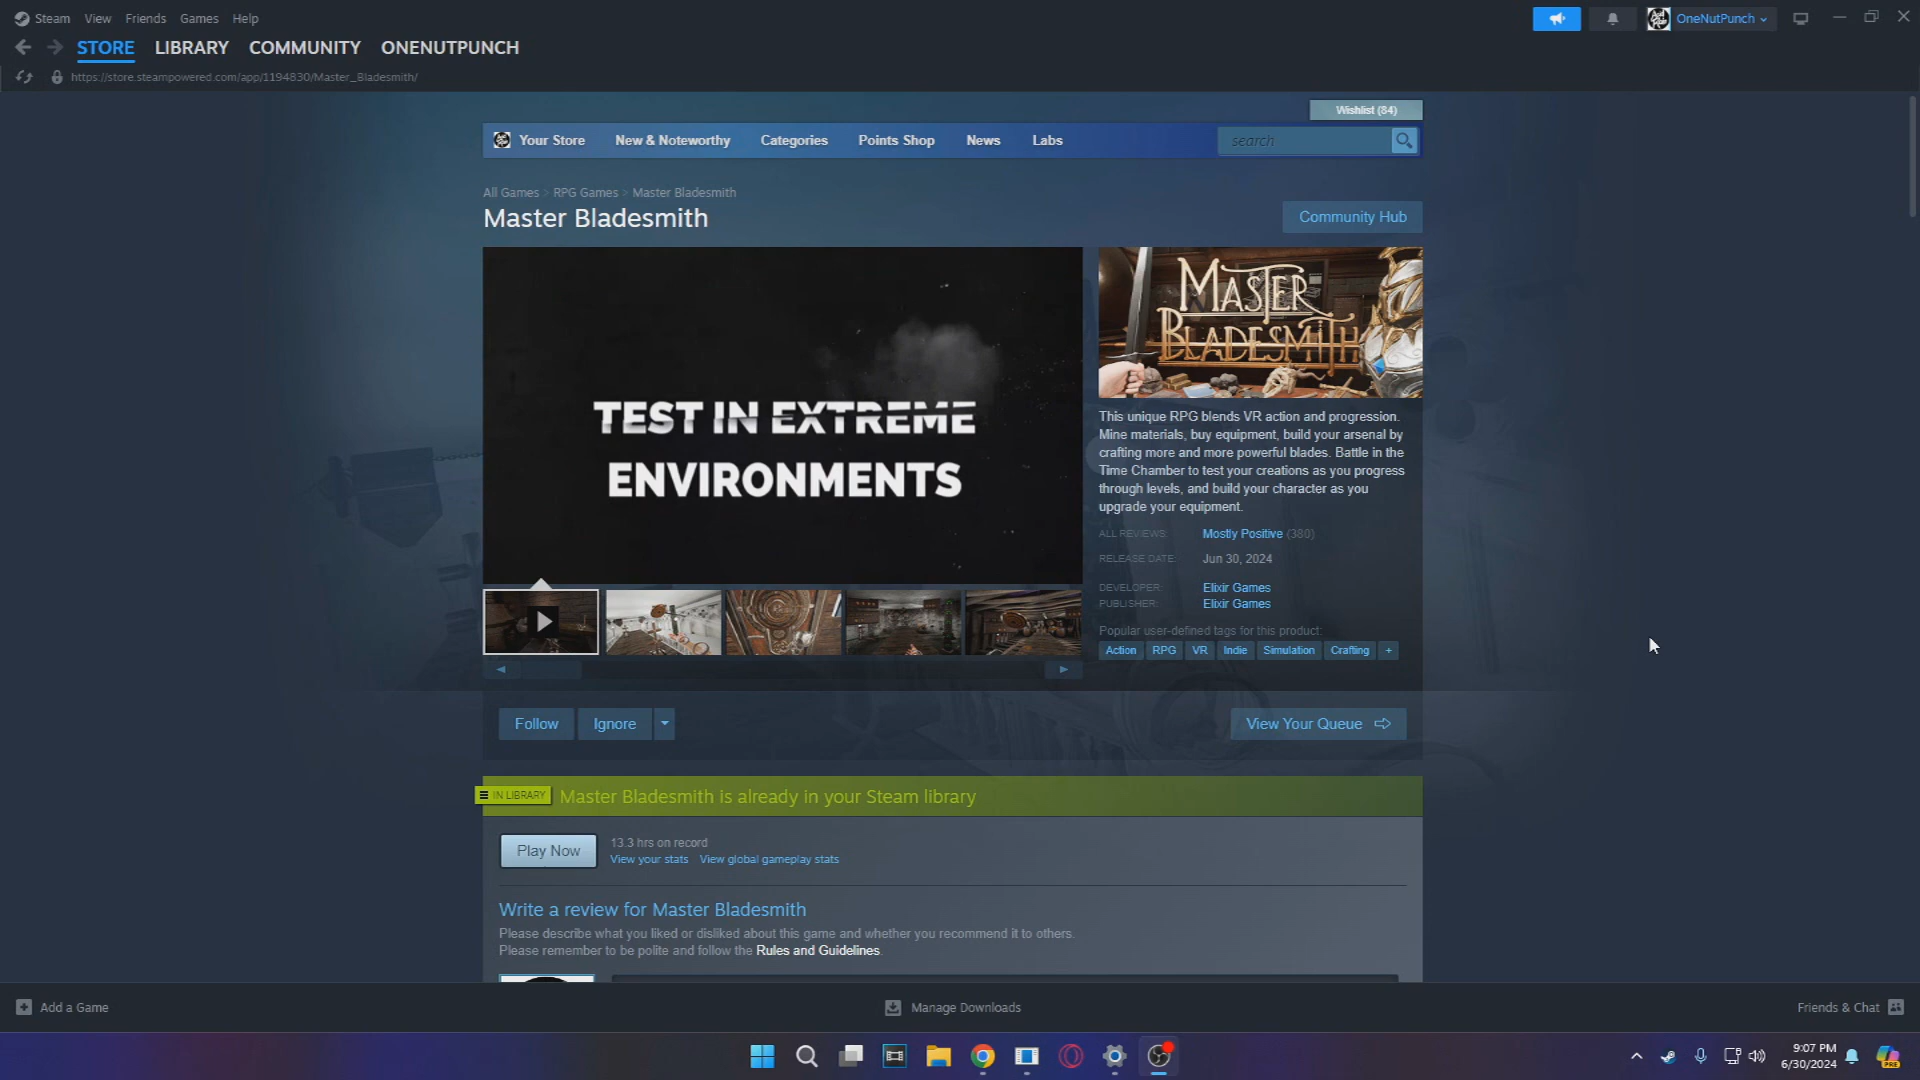 Steam View Friends Games Help
OneNutPunch
STORE LIBRARY COMMUNITY ONENUTPUNCH
https://store.steampowered.com/app/1194830/Master_Bladesmith/
Wishlist (84)
Your Store New & Noteworthy Categories Points Shop News Labs search
All Games > RPG Games > Master Bladesmith
Master Bladesmith
Community Hub
TEST IN EXTREME
ENVIRONMENTS
MASTER
BLADESMITH
This unique RPG blends VR action and progression.
Mine materials, buy equipment, build your arsenal by
crafting more and more powerful blades. Battle in the
Time Chamber to test your creations as you progress
through levels, and build your character as you
upgrade your equipment.
ALL REVIEWS: Mostly Positive (380)
RELEASE DATE: Jun 30, 2024
DEVELOPER: Elixir Games
PUBLISHER: Elixir Games
Popular user-defined tags for this product:
Action RPG VR Indie Simulation Crafting +
Follow Ignore View Your Queue
IN LIBRARY Master Bladesmith is already in your Steam library
Play Now
13.3 hrs on record
View your stats View global gameplay stats
Write a review for Master Bladesmith
Please describe what you liked or disliked about this game and whether you recommend it to others.
Please remember to be polite and follow the Rules and Guidelines.
Add a Game Manage Downloads Friends & Chat
9:07 PM
6/30/2024
PRE